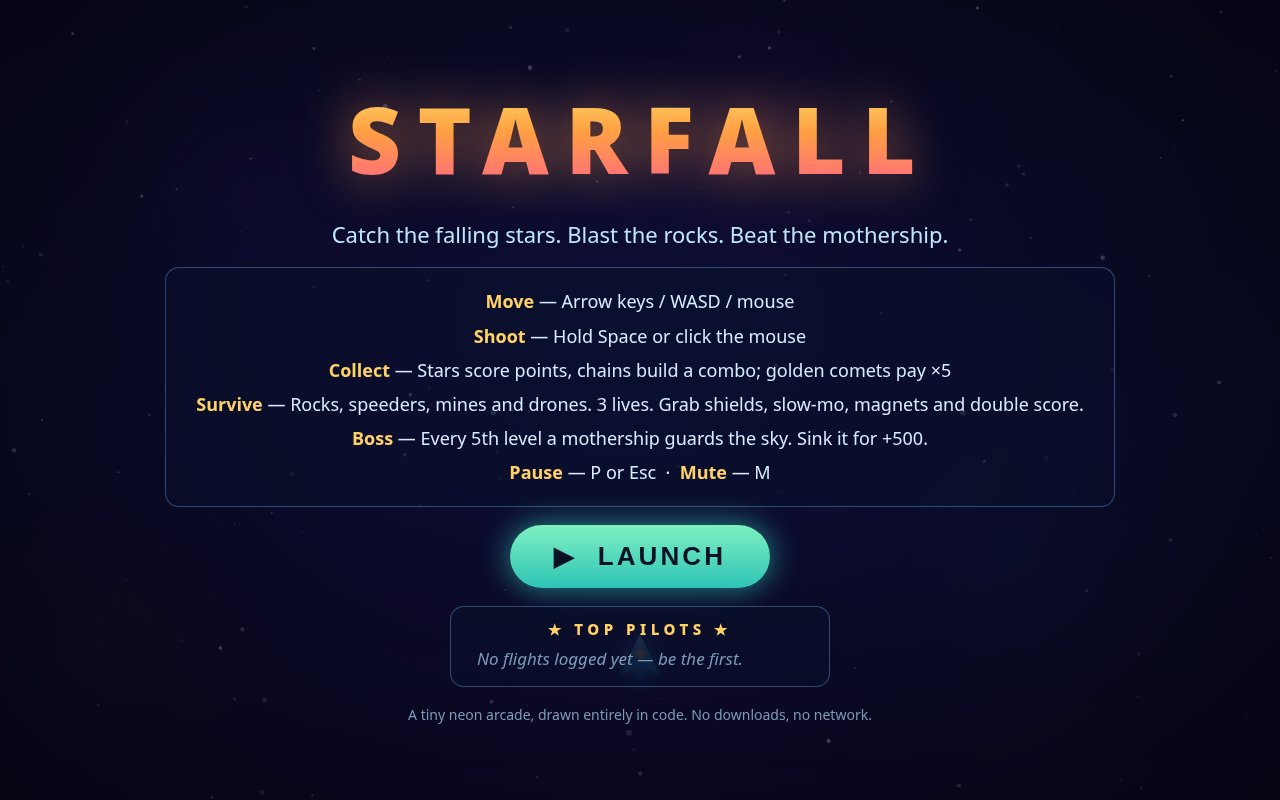 STARFALL
Catch the falling stars. Blast the rocks. Beat the mothership.
Move — Arrow keys / WASD / mouse
Shoot — Hold Space or click the mouse
Collect — Stars score points, chains build a combo; golden comets pay ×5
Survive — Rocks, speeders, mines and drones. 3 lives. Grab shields, slow-mo, magnets and double score.
Boss — Every 5th level a mothership guards the sky. Sink it for +500.
Pause — P or Esc · Mute — M
▶ LAUNCH
★ TOP PILOTS ★
No flights logged yet — be the first.
A tiny neon arcade, drawn entirely in code. No downloads, no network.